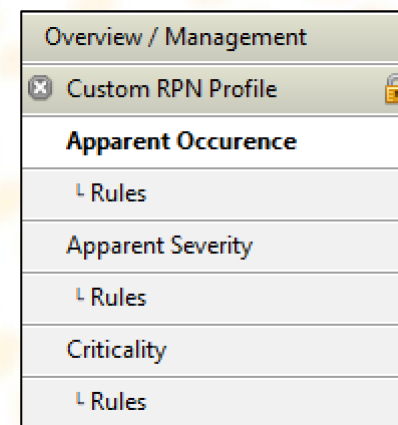 Overview / Management
Custom RPN Profile
Apparent Occurence
└ Rules
Apparent Severity
└ Rules
Criticality
└ Rules